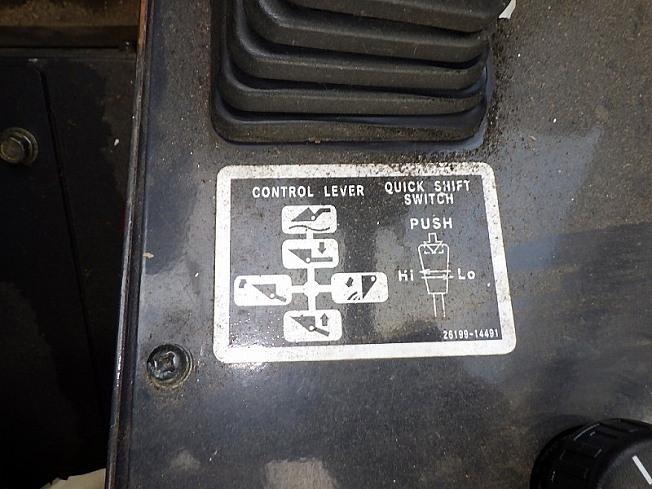 CONTROL LEVER
QUICK SHIFT
SWITCH
PUSH
Hi Lo
26199-14491